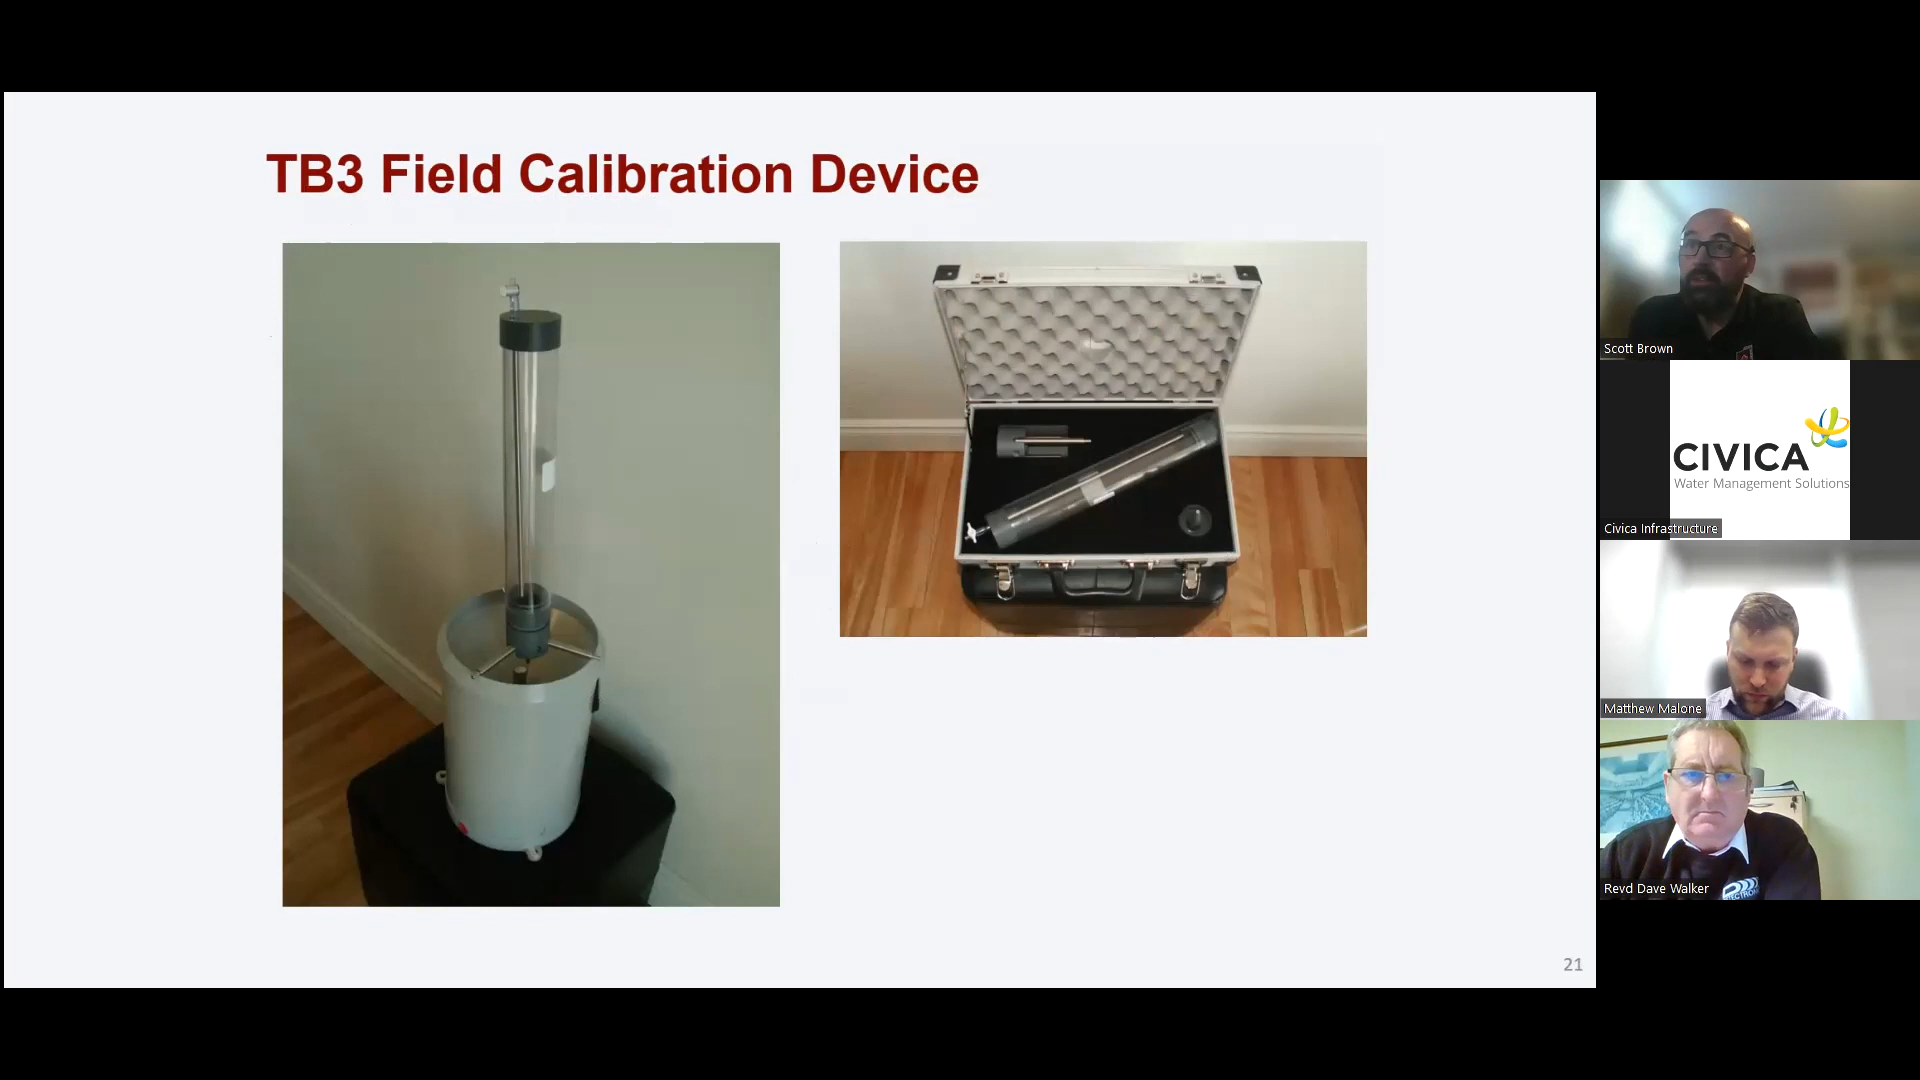 TB3 Field Calibration Device
21
Scott Brown
CIVICA
Water Management Solutions
Civica Infrastructure
Matthew Malone
Revd Dave Walker